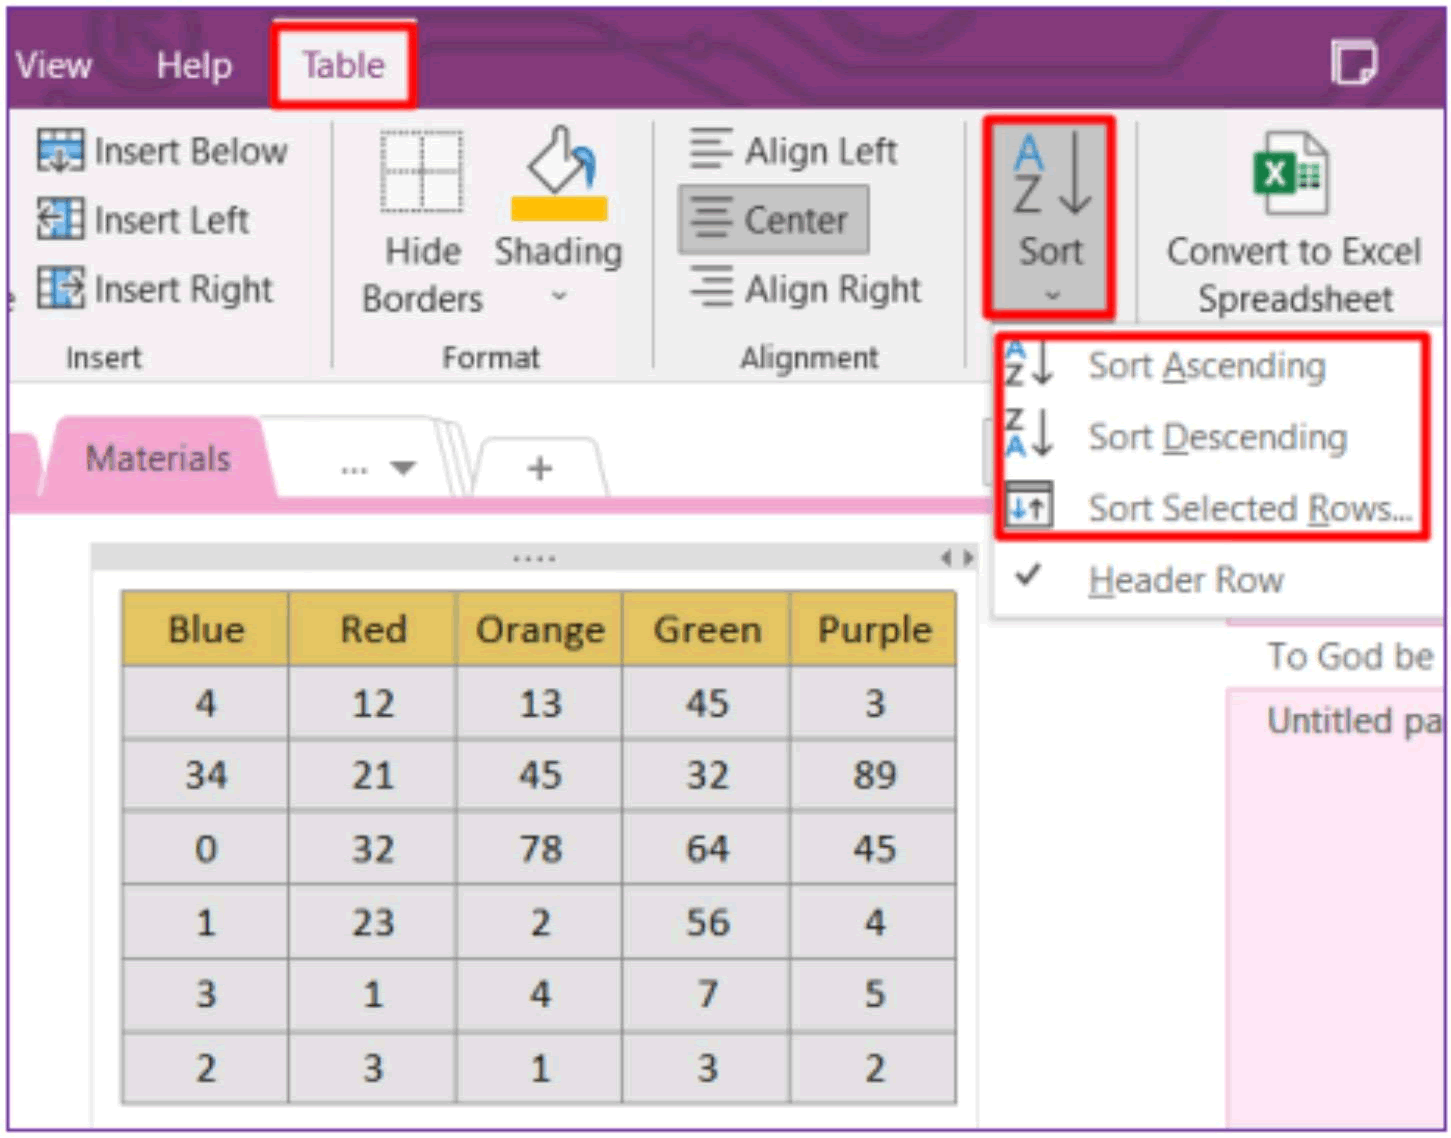 View Help Table
Insert Below
Insert Left
Insert Right
Insert
Hide
Borders
Shading
Format
Align Left
Center
Align Right
Alignment
A
Z
Sort
X
Convert to Excel
Spreadsheet
A
Z
Sort Ascending
Z
A
Sort Descending
Sort Selected Rows...
Header Row
Materials ... +
Blue Red Orange Green Purple
4 12 13 45 3
34 21 45 32 89
0 32 78 64 45
1 23 2 56 4
3 1 4 7 5
2 3 1 3 2
To God be
Untitled pa